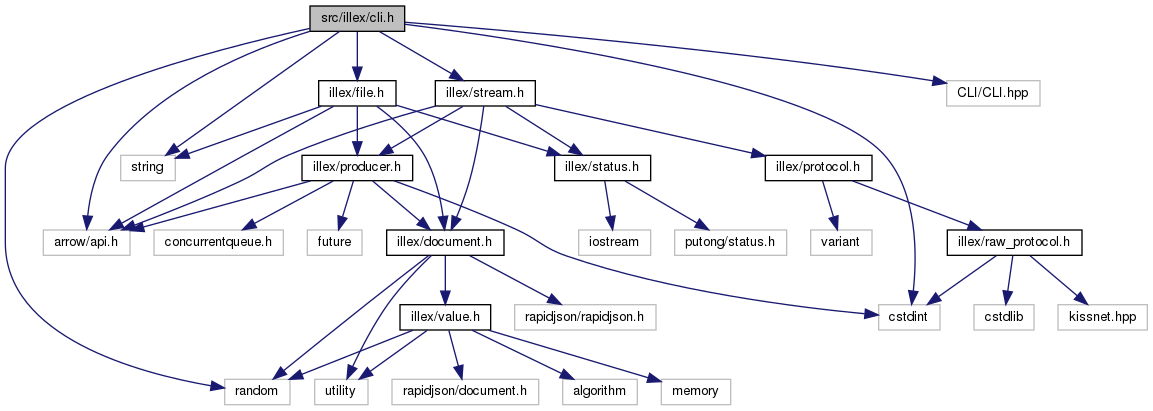 src/illex/cli.h
illex/file.h
illex/stream.h
CLI/CLI.hpp
string
illex/producer.h
illex/status.h
illex/protocol.h
arrow/api.h
concurrentqueue.h
future
illex/document.h
iostream
putong/status.h
variant
illex/raw_protocol.h
illex/value.h
rapidjson/rapidjson.h
cstdint
cstdlib
kissnet.hpp
random
utility
rapidjson/document.h
algorithm
memory